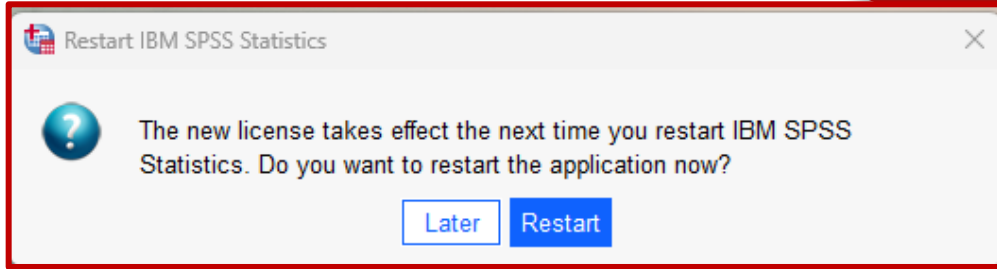 Restart IBM SPSS Statistics
?
The new license takes effect the next time you restart IBM SPSS
Statistics. Do you want to restart the application now?
Later Restart